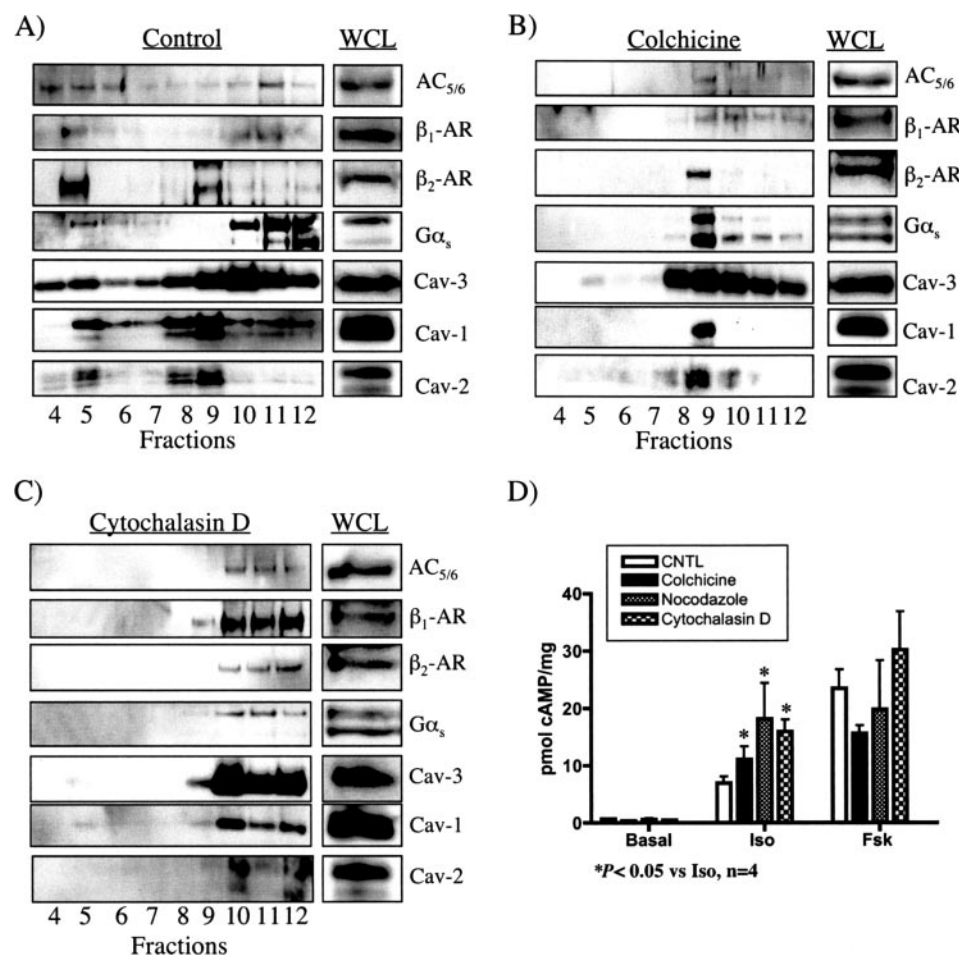 A)
Control
WCL
AC5/6
β1-AR
β2-AR
Gαs
Cav-3
Cav-1
Cav-2
4 5 6 7 8 9 10 11 12
Fractions
B)
Colchicine
WCL
AC5/6
β1-AR
β2-AR
Gαs
Cav-3
Cav-1
Cav-2
4 5 6 7 8 9 10 11 12
Fractions
C)
Cytochalasin D
WCL
AC5/6
β1-AR
β2-AR
Gαs
Cav-3
Cav-1
Cav-2
4 5 6 7 8 9 10 11 12
Fractions
D)
CNTL
Colchicine
Nocodazole
Cytochalasin D
pmol cAMP/mg
40
30
20
10
0
* * *
Basal Iso Fsk
*P< 0.05 vs Iso, n=4